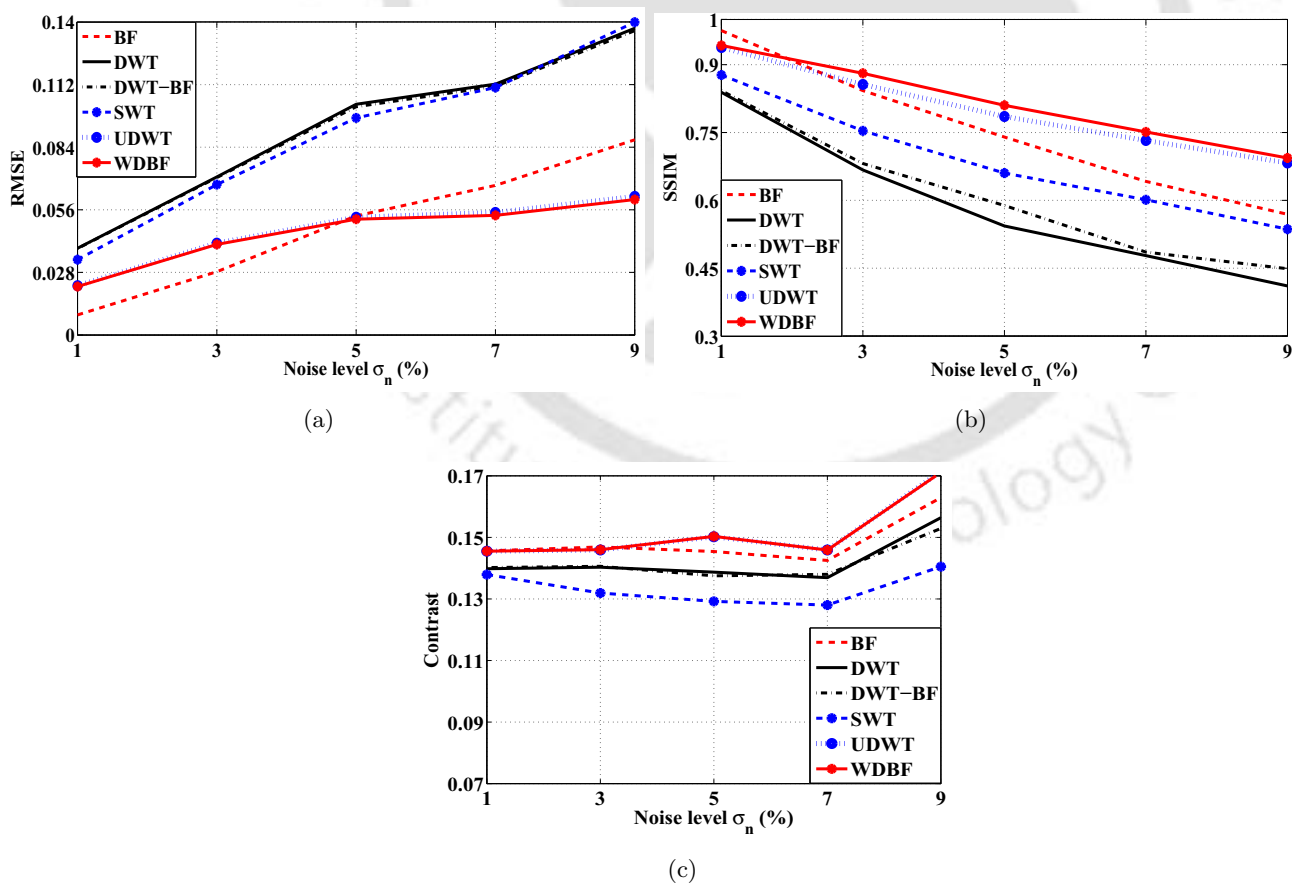 0.14
0.112
0.084
0.056
0.028
0
RMSE
BF
DWT
DWT−BF
SWT
UDWT
WDBF
1 3 5 7 9
Noise level σn (%)
(a)
1
0.9
0.75
0.6
0.45
0.3
SSIM
BF
DWT
DWT−BF
SWT
UDWT
WDBF
1 3 5 7 9
Noise level σn (%)
(b)
0.17
0.15
0.13
0.11
0.09
0.07
Contrast
BF
DWT
DWT−BF
SWT
UDWT
WDBF
1 3 5 7 9
Noise level σn (%)
(c)
ology